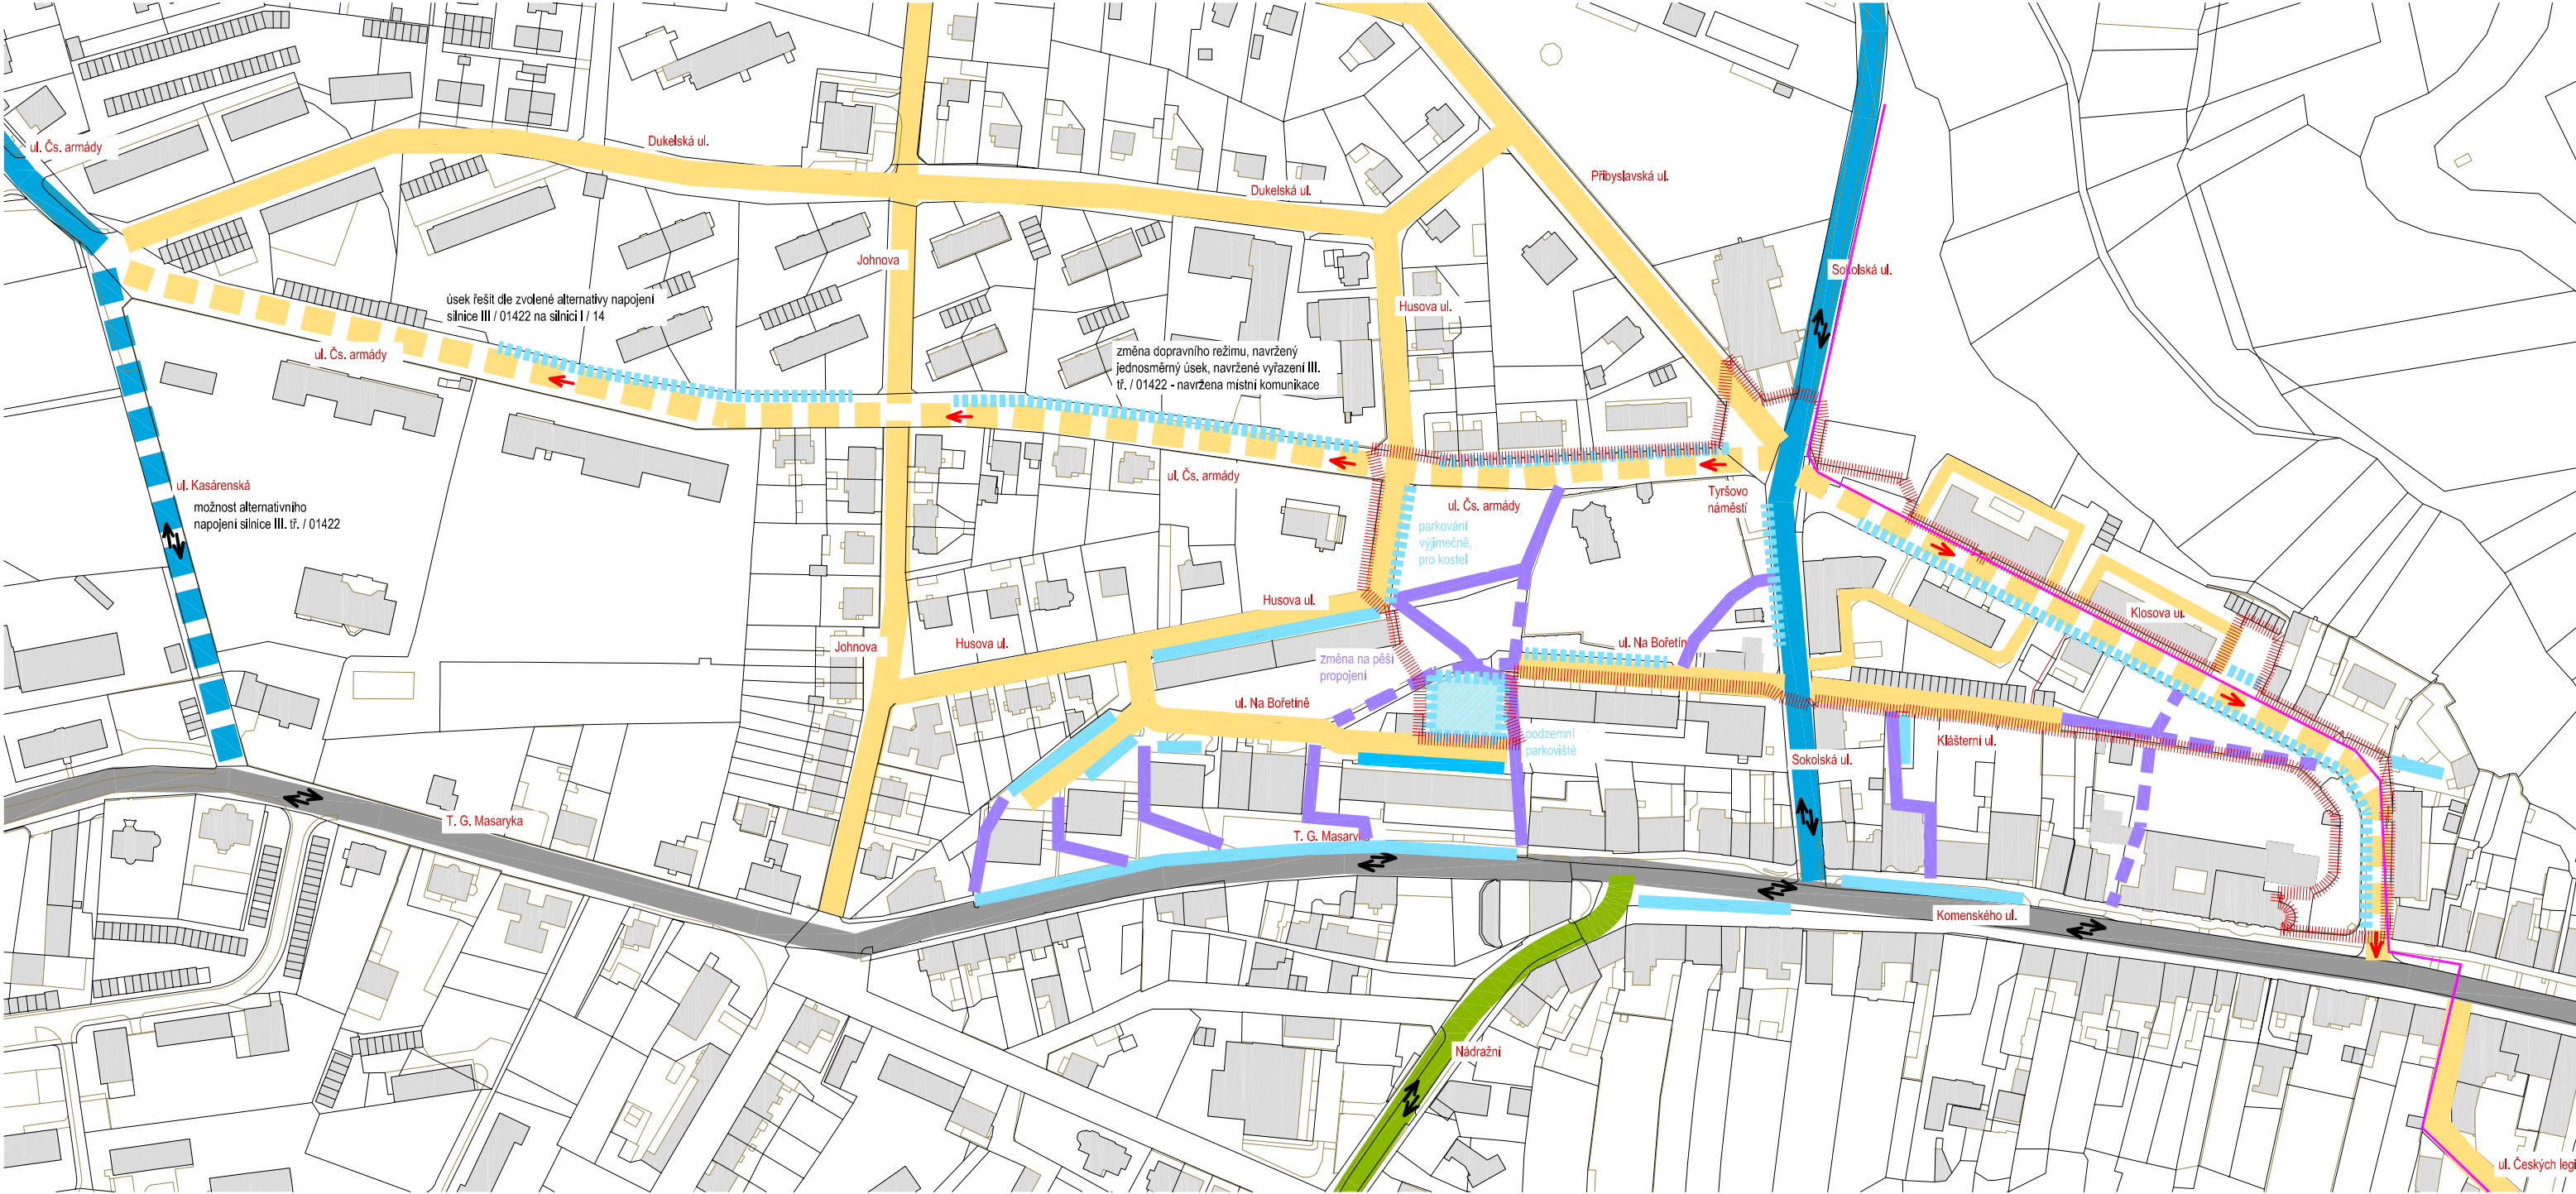 ul. Čs. armády
Dukelská ul.
Dukelská ul.
Přibyslavská ul.
Johnova
Sokolská ul.
úsek řešit dle zvolené alternativy napojení
silnice III / 01422 na silnici I / 14
Husova ul.
ul. Čs. armády
změna dopravního režimu, navržený
jednosměrný úsek, navržené vyřazení III.
tř. / 01422 - navržena místní komunikace
ul. Kasárenská
možnost alternativního
napojení silnice III. tř. / 01422
ul. Čs. armády
ul. Čs. armády
Tyršovo
náměstí
parkování
výjimečně,
pro kostel
Husova ul.
Klosova ul.
Johnova
Husova ul.
ul. Na Bořetín
změna na pěší
propojení
ul. Na Bořetíně
podzemní
parkoviště
Klášterní ul.
Sokolská ul.
T. G. Masaryka
T. G. Masaryka
Komenského ul.
Nádražní
ul. Českých legi